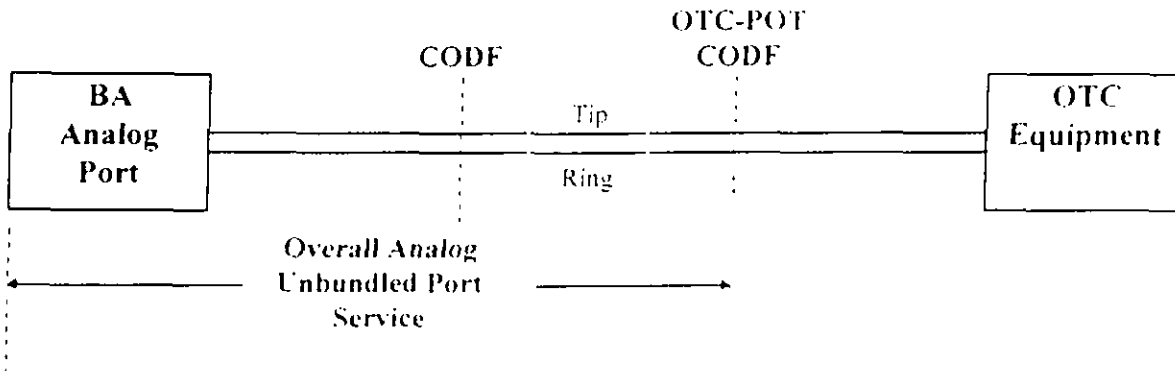 OTC-POT
CODF
CODF
BA
Analog
Port
Tip
Ring
OTC
Equipment
Overall Analog
Unbundled Port
Service